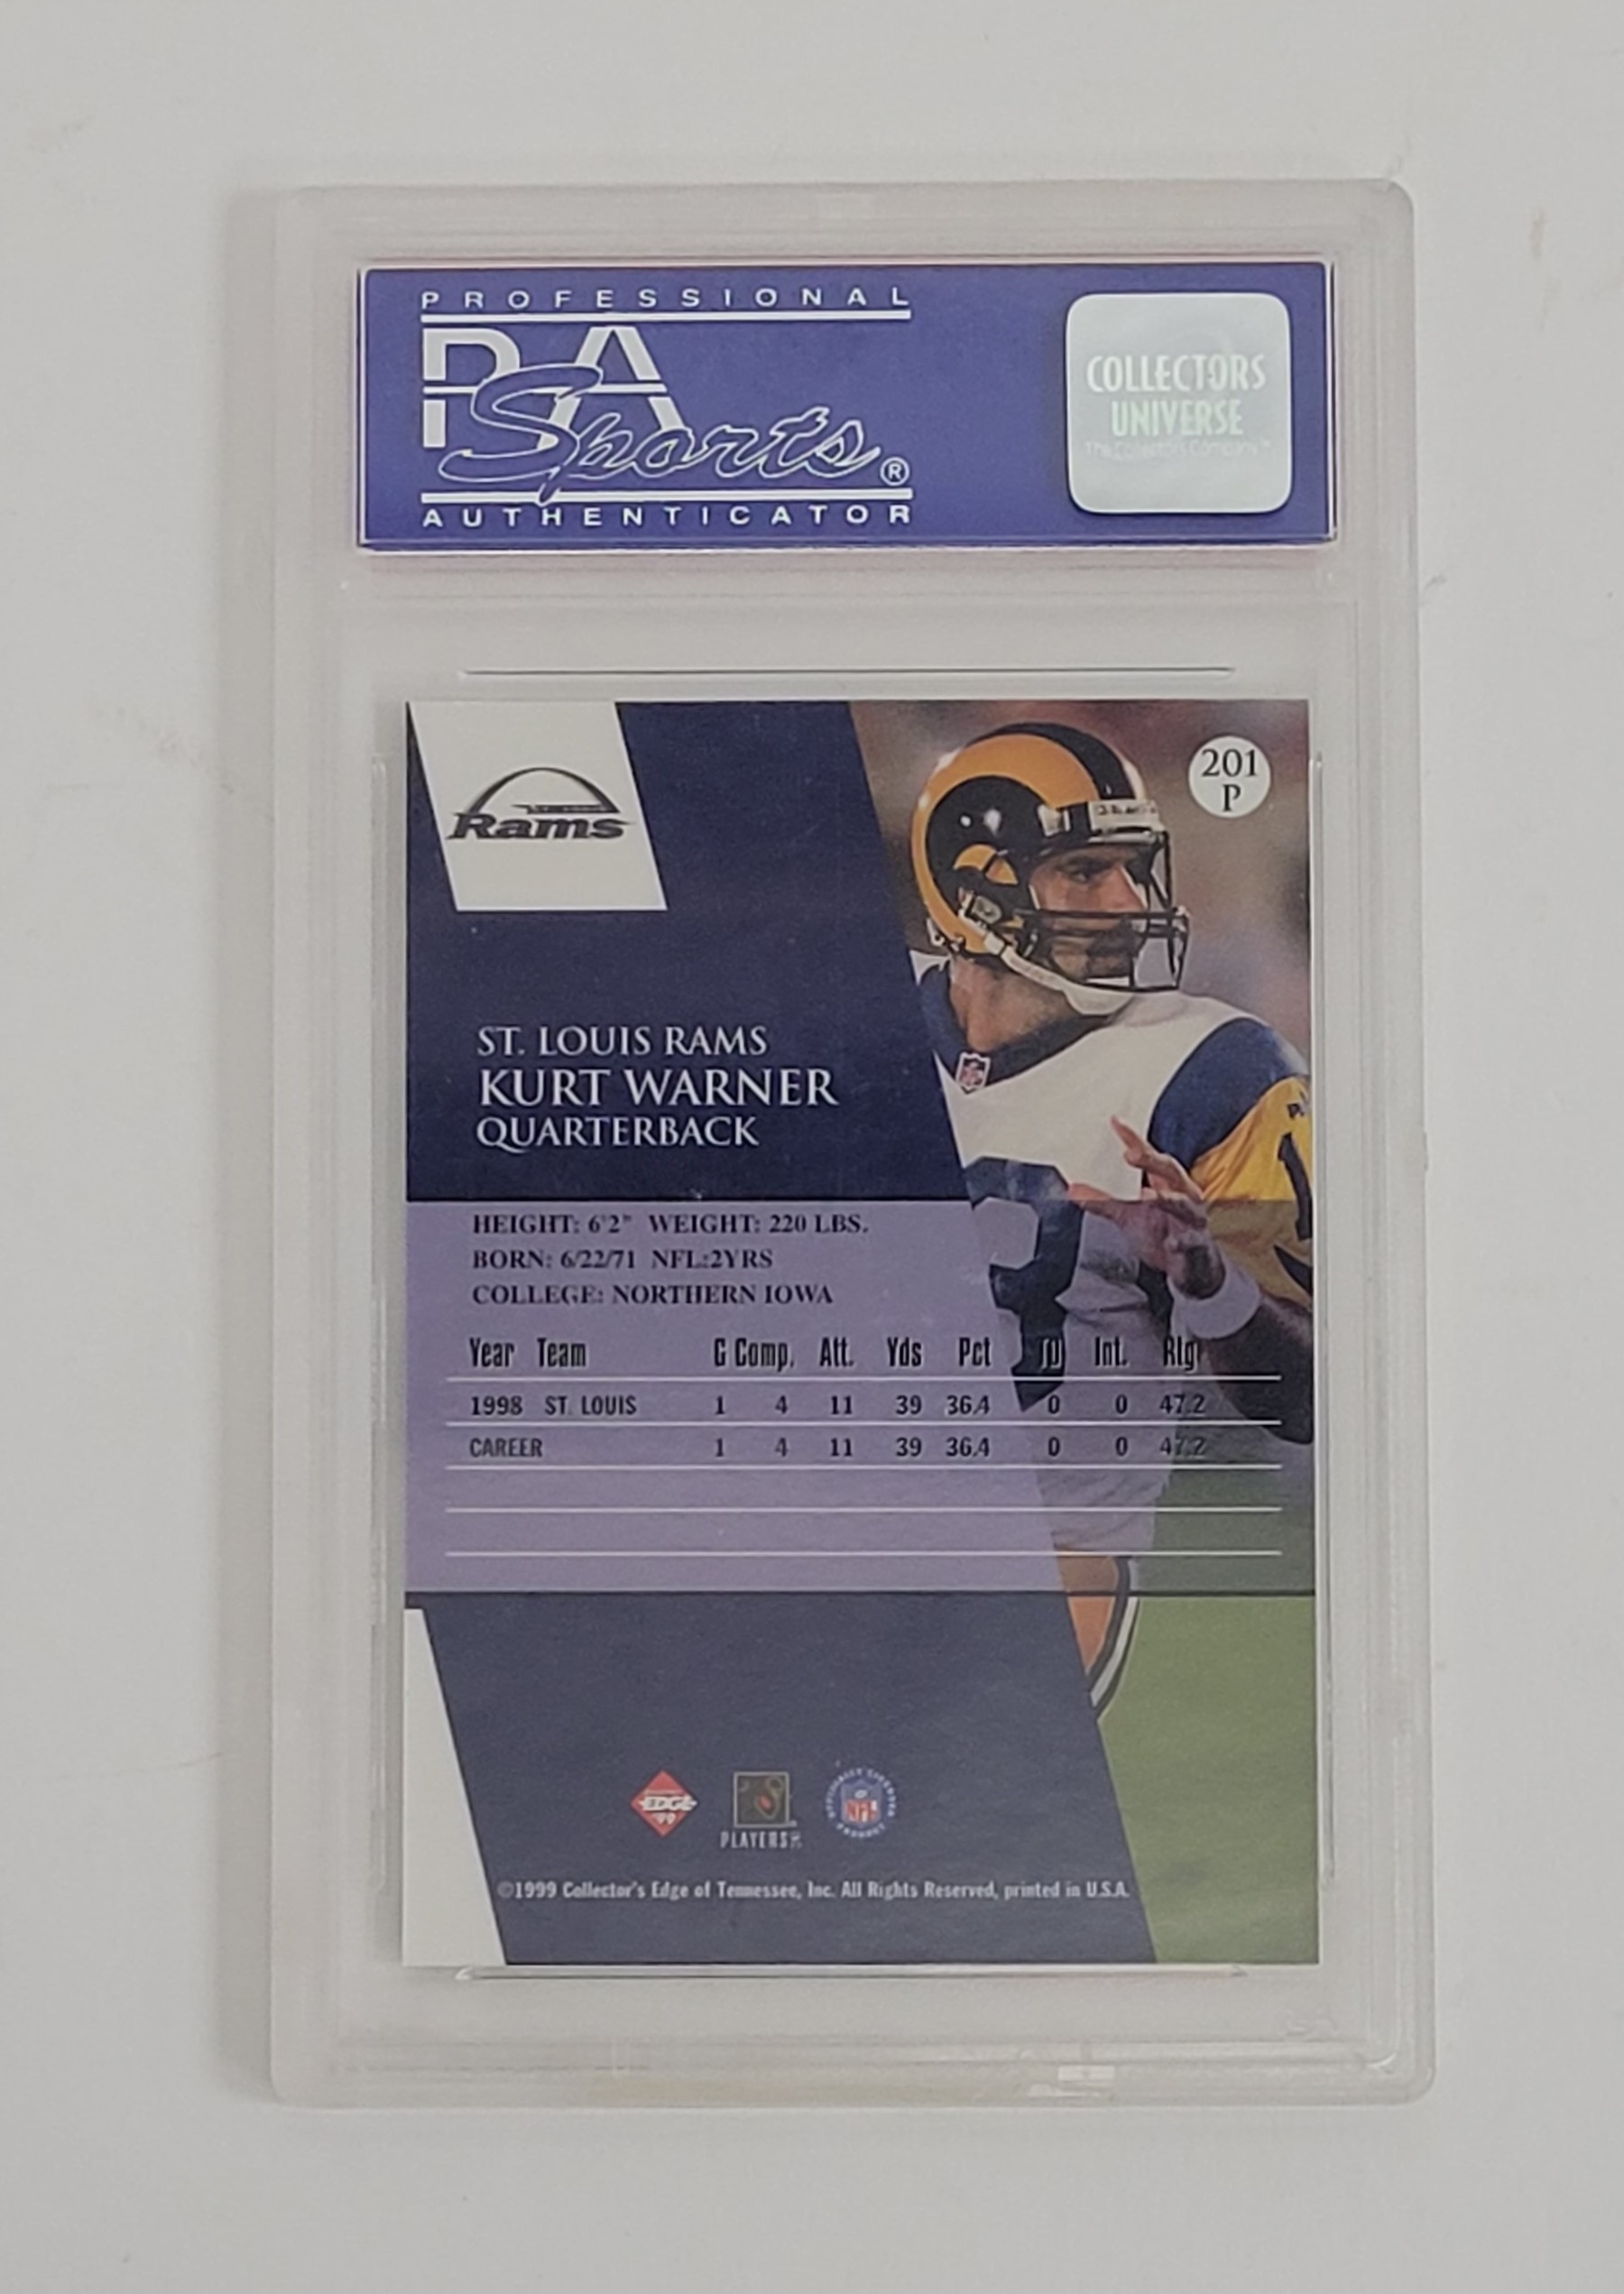 PROFESSIONAL
PSA
Sports®
AUTHENTICATOR
COLLECTORS
UNIVERSE
The Collectors Company™
201
P
Rams
ST. LOUIS RAMS
KURT WARNER
QUARTERBACK
HEIGHT: 6'2" WEIGHT: 220 LBS.
BORN: 6/22/71 NFL:2YRS
COLLEGE: NORTHERN IOWA
Year Team G Comp. Att. Yds Pct TD Int. Rtg
1998 ST. LOUIS 1 4 11 39 36.4 0 0 47.2
CAREER 1 4 11 39 36.4 0 0 47.2
EDGE
PLAYERS
NFL
©1999 Collector's Edge of Tennessee, Inc. All Rights Reserved, printed in U.S.A.